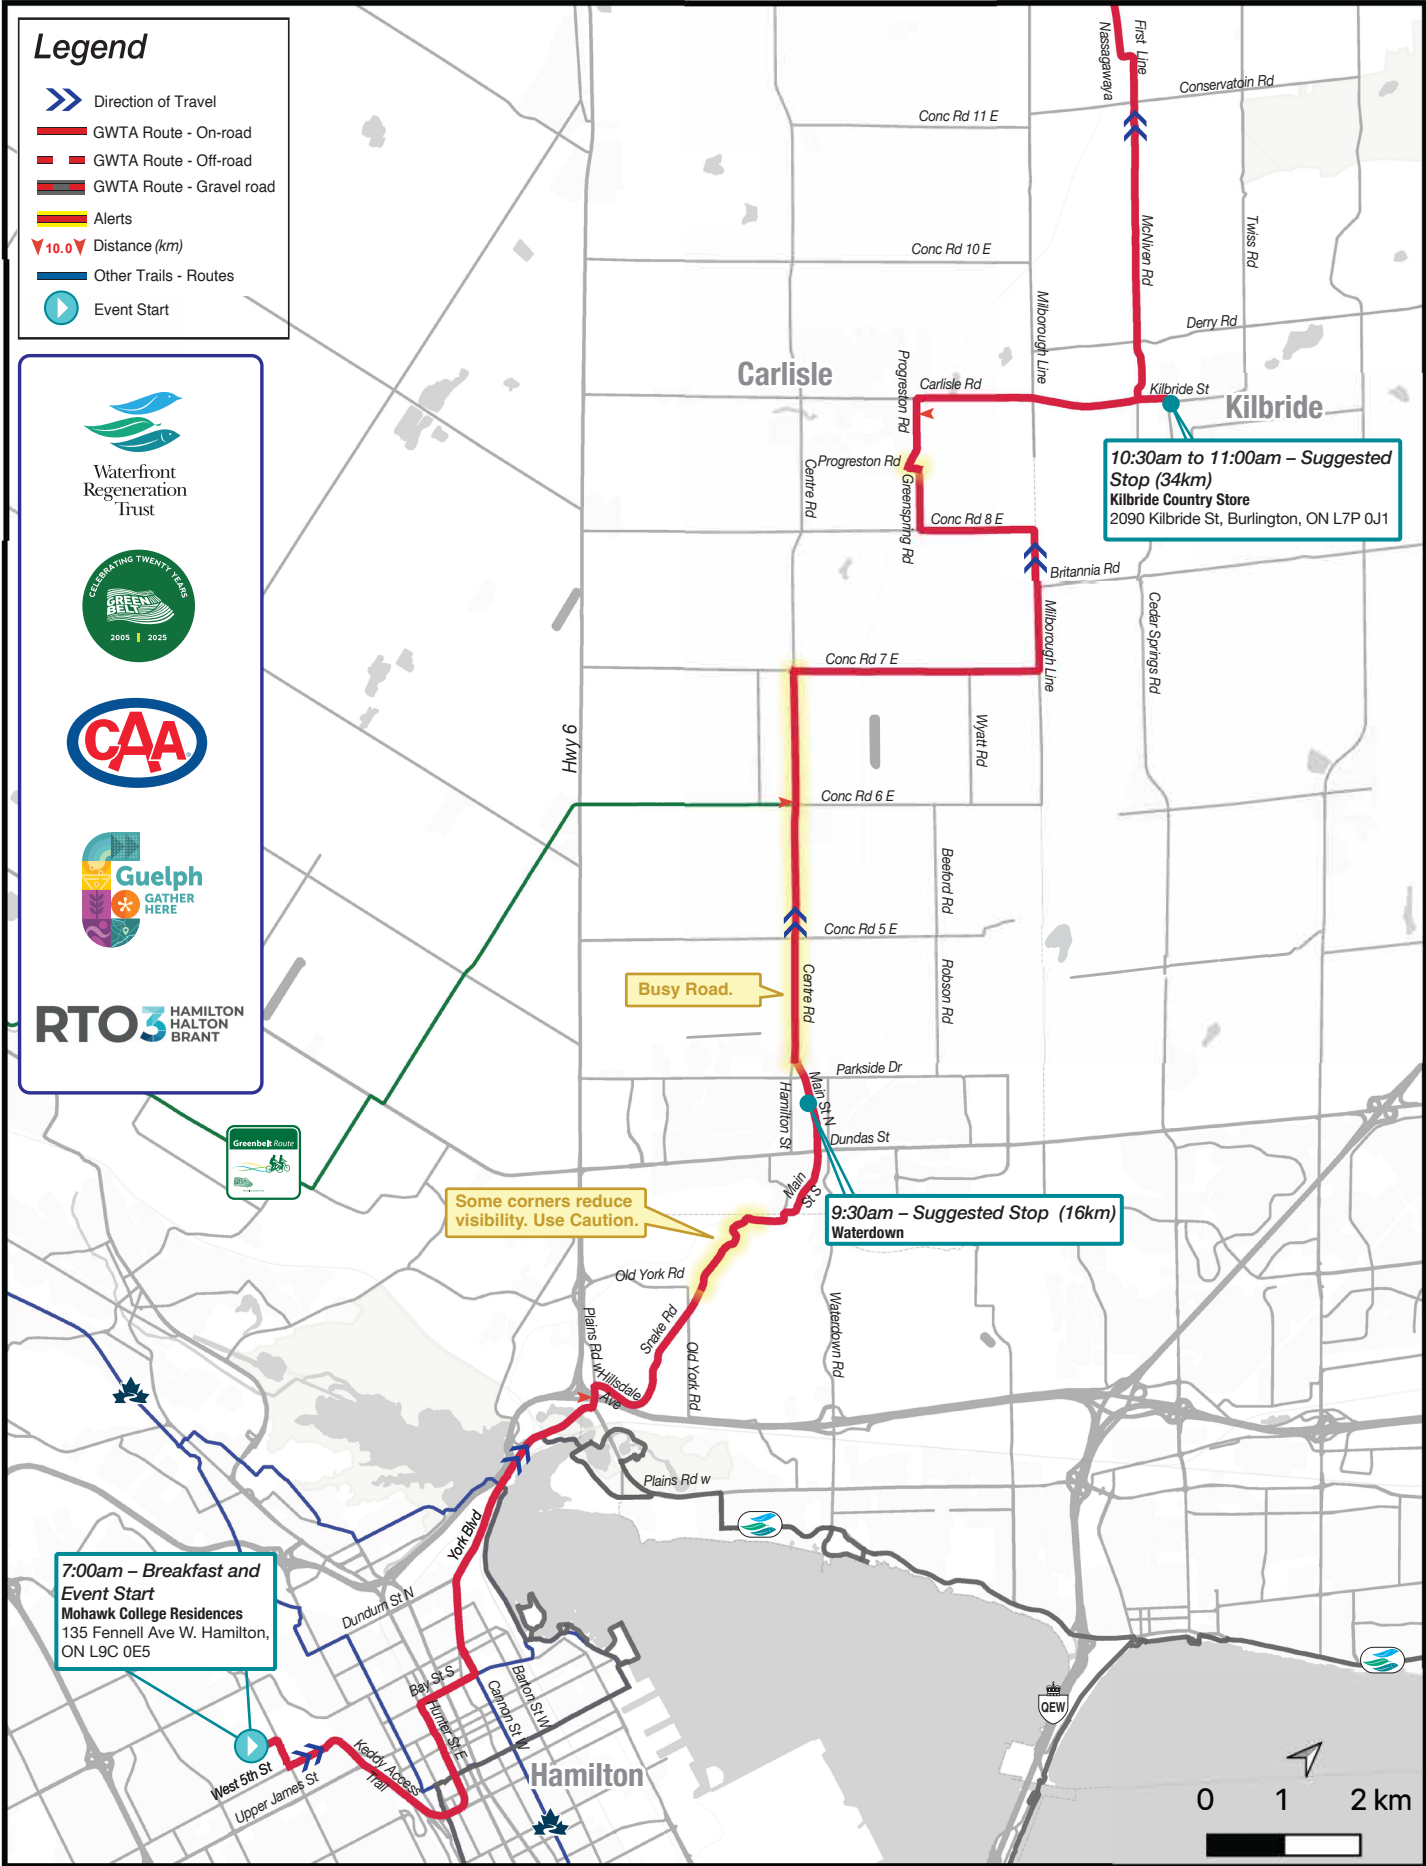 Legend
Direction of Travel
GWTA Route - On-road
GWTA Route - Off-road
GWTA Route - Gravel road
Alerts
10.0 Distance (km)
Other Trails - Routes
Event Start
Waterfront
Regeneration
Trust
CELEBRATING TWENTY YEARS
GREEN
BELT
2005 | 2025
CAA
Guelph
GATHER
HERE
RTO3 HAMILTON
HALTON
BRANT
Greenbelt Route
Nassagawaya
First Line
Conservatoin Rd
Conc Rd 11 E
McNiven Rd
Twiss Rd
Conc Rd 10 E
Milborough Line
Derry Rd
Carlisle
Progreston Rd
Carlisle Rd
Kilbride St
Kilbride
10:30am to 11:00am – Suggested
Stop (34km)
Kilbride Country Store
2090 Kilbride St, Burlington, ON L7P 0J1
Progreston Rd
Centre Rd
Greenspring Rd
Conc Rd 8 E
Britannia Rd
Milborough Line
Cedar Springs Rd
Conc Rd 7 E
Hwy 6
Wyatt Rd
Conc Rd 6 E
Beeford Rd
Conc Rd 5 E
Busy Road.
Centre Rd
Robson Rd
Parkside Dr
Main St N
Hamilton St
Dundas St
Main
St S
9:30am – Suggested Stop (16km)
Waterdown
Some corners reduce
visibility. Use Caution.
Old York Rd
Snake Rd
Plains Rd w
Old York Rd
Waterdown Rd
Hillsdale
Ave
Plains Rd w
York Blvd
7:00am – Breakfast and
Event Start
Mohawk College Residences
135 Fennell Ave W. Hamilton,
ON L9C 0E5
Dundurn St N
Bay St S
Hunter St E
Cannon St W
Barton St W
QEW
West 5th St
Upper James St
Keddy Access
Trail
Hamilton
0 1 2 km